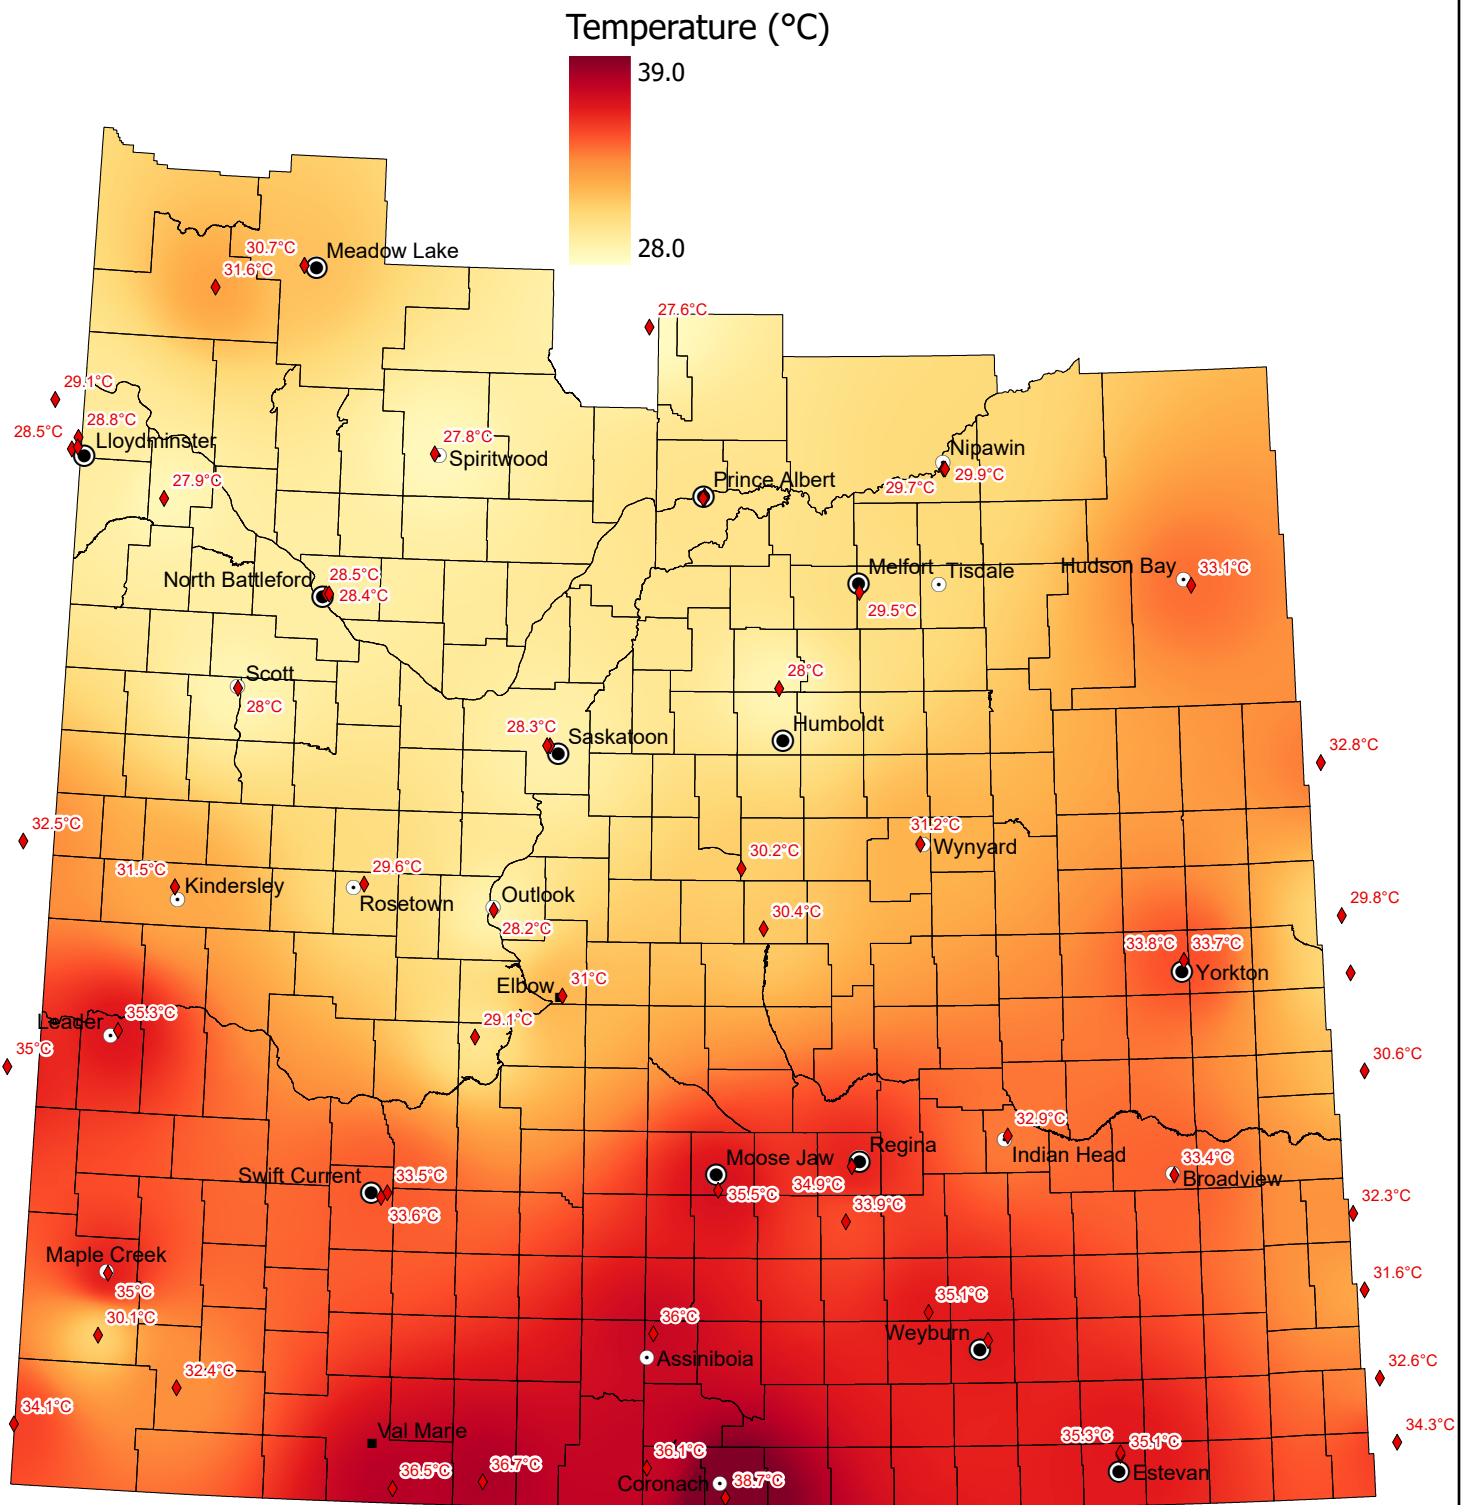 Temperature (°C)
39.0
28.0
30.7°C
Meadow Lake
31.6°C
27.6°C
29.1°C
28.8°C
28.5°C
Lloydminster
27.8°C
Spiritwood
27.9°C
Nipawin
29.9°C
29.7°C
Prince Albert
North Battleford
28.5°C
28.4°C
Melfort
Tisdale
29.5°C
Hudson Bay
33.1°C
Scott
28°C
28°C
Humboldt
28.3°C
Saskatoon
32.8°C
32.5°C
31.2°C
Wynyard
30.2°C
31.5°C
Kindersley
29.6°C
Rosetown
Outlook
28.2°C
30.4°C
29.8°C
33.8°C
33.7°C
Yorkton
Elbow
31°C
29.1°C
Leader
35.3°C
35°C
30.6°C
32.9°C
Indian Head
Moose Jaw
35.5°C
Regina
34.9°C
33.9°C
33.4°C
Broadview
Swift Current
33.5°C
33.6°C
32.3°C
Maple Creek
35°C
30.1°C
31.6°C
35.1°C
Weyburn
36°C
Assiniboia
32.4°C
32.6°C
34.1°C
Val Marie
34.3°C
35.3°C
35.1°C
Estevan
36.5°C
36.7°C
36.1°C
Coronach
38.7°C